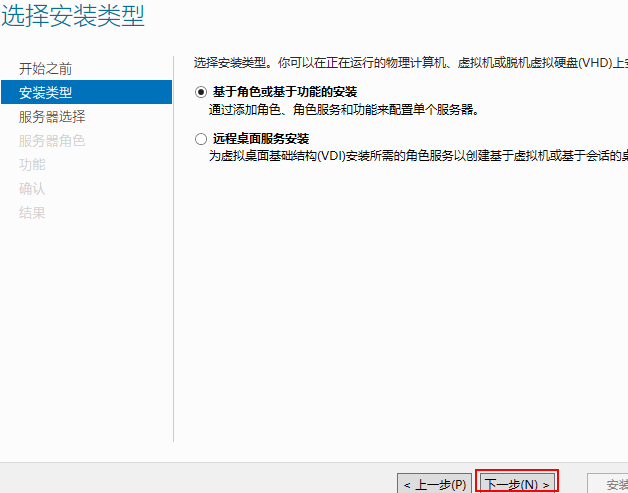 选择安装类型
开始之前
安装类型
服务器选择
服务器角色
功能
确认
结果
选择安装类型。你可以在正在运行的物理计算机、虚拟机或脱机虚拟硬盘(VHD)上安
基于角色或基于功能的安装
通过添加角色、角色服务和功能来配置单个服务器。
远程桌面服务安装
为虚拟桌面基础结构(VDI)安装所需的角色服务以创建基于虚拟机或基于会话的桌
< 上一步(P)
下一步(N) >
安装